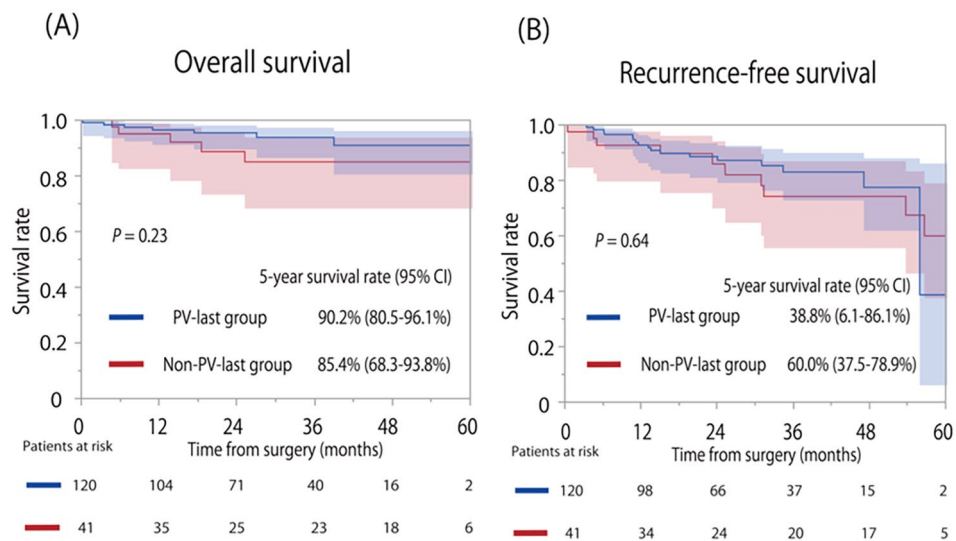 (A)
Overall survival
Survival rate
1.0
0.8
0.6
0.4
0.2
0
P = 0.23
5-year survival rate (95% CI)
PV-last group 90.2% (80.5-96.1%)
Non-PV-last group 85.4% (68.3-93.8%)
0 12 24 36 48 60
Patients at risk
Time from surgery (months)
120 104 71 40 16 2
41 35 25 23 18 6
(B)
Recurrence-free survival
Survival rate
1.0
0.8
0.6
0.4
0.2
0
P = 0.64
5-year survival rate (95% CI)
PV-last group 38.8% (6.1-86.1%)
Non-PV-last group 60.0% (37.5-78.9%)
0 12 24 36 48 60
Patients at risk
Time from surgery (months)
120 98 66 37 15 2
41 34 24 20 17 5